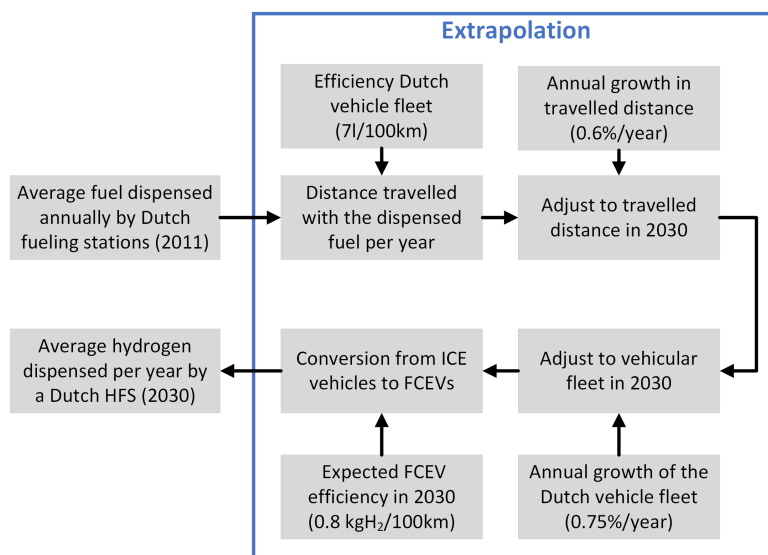 Extrapolation
Efficiency Dutch
vehicle fleet
(7l/100km)
Annual growth in
travelled distance
(0.6%/year)
Average fuel dispensed
annually by Dutch
fueling stations (2011)
Distance travelled
with the dispensed
fuel per year
Adjust to travelled
distance in 2030
Average hydrogen
dispensed per year by
a Dutch HFS (2030)
Conversion from ICE
vehicles to FCEVs
Adjust to vehicular
fleet in 2030
Expected FCEV
efficiency in 2030
(0.8 kgH₂/100km)
Annual growth of the
Dutch vehicle fleet
(0.75%/year)